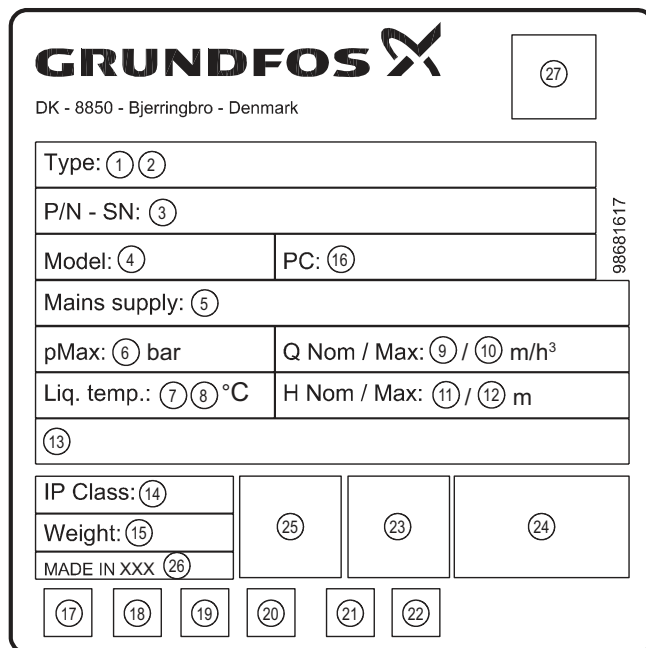 GRUNDFOS
27
DK - 8850 - Bjerringbro - Denmark
Type: 1 2
P/N - SN: 3
98681617
Model: 4 PC: 16
Mains supply: 5
pMax: 6 bar Q Nom / Max: 9 / 10 m/h³
Liq. temp.: 7 8 °C H Nom / Max: 11 / 12 m
13
IP Class: 14
Weight: 15
25 23 24
MADE IN XXX 26
17 18 19 20 21 22